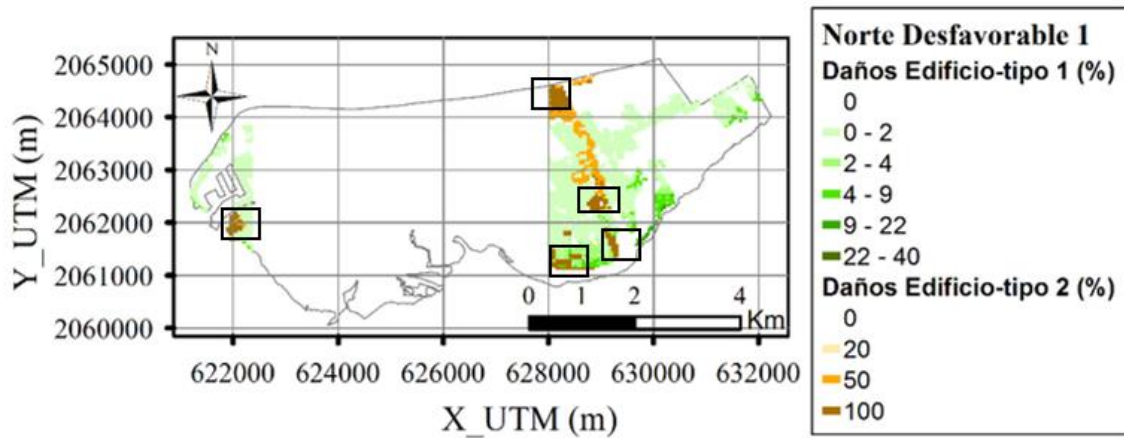 N
2065000
2064000
2063000
2062000
2061000
2060000
Y_UTM (m)
0 1 2 4
Km
622000 624000 626000 628000 630000 632000
X_UTM (m)
Norte Desfavorable 1
Daños Edificio-tipo 1 (%)
0
0 - 2
2 - 4
4 - 9
9 - 22
22 - 40
Daños Edificio-tipo 2 (%)
0
20
50
100